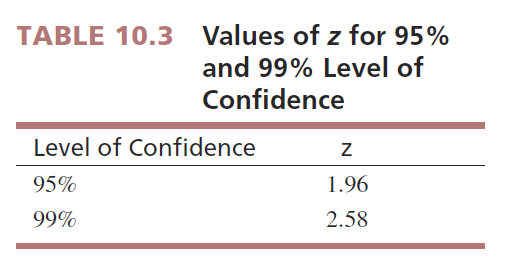 TABLE 10.3 Values of z for 95%
and 99% Level of
Confidence
Level of Confidence z
95% 1.96
99% 2.58